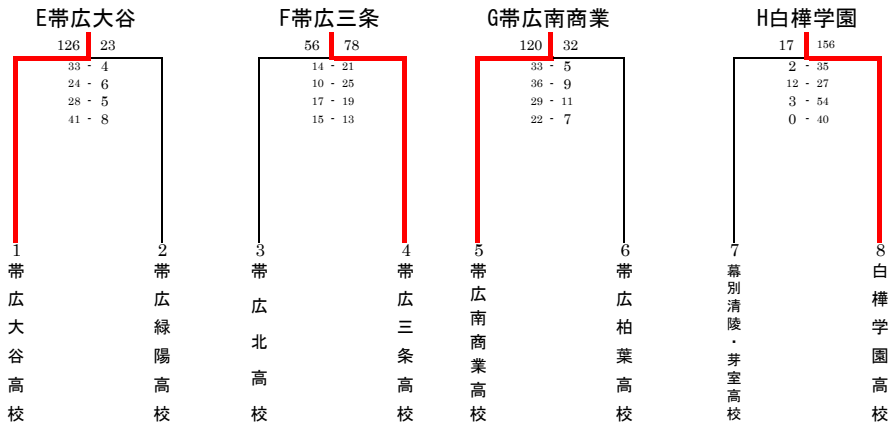 E帯広大谷 F帯広三条 G帯広南商業 H白樺学園
126 23 56 78 120 32 17 156
33 - 4 14 - 21 33 - 5 2 - 35
24 - 6 10 - 25 36 - 9 12 - 27
28 - 5 17 - 19 29 - 11 3 - 54
41 - 8 15 - 13 22 - 7 0 - 40
1 2 3 4 5 6 7 8
帯広大谷高校
帯広緑陽高校
帯広北高校
帯広三条高校
帯広南商業高校
帯広柏葉高校
幕別清陵・芽室高校
白樺学園高校